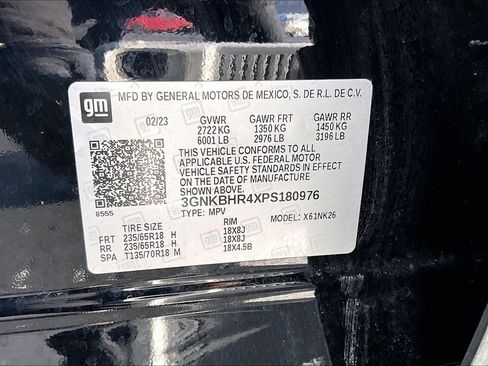 gm
MFD BY GENERAL MOTORS DE MEXICO, S. DE R.L. DE C.V.
02/23 GVWR GAWR FRT GAWR RR
2722 KG 1350 KG 1450 KG
6001 LB 2976 LB 3196 LB
THIS VEHICLE CONFORMS TO ALL
APPLICABLE U.S. FEDERAL MOTOR
VEHICLE SAFETY STANDARDS IN EFFECT
ON THE DATE OF MANUFACTURE SHOWN ABOVE.
3GNKBHR4XPS180976
8555 TYPE: MPV MODEL: X61NK26
TIRE SIZE RIM
FRT 235/65R18 H 18X8J
RR 235/65R18 H 18X8J
SPA T135/70R18 M 18X4.5B